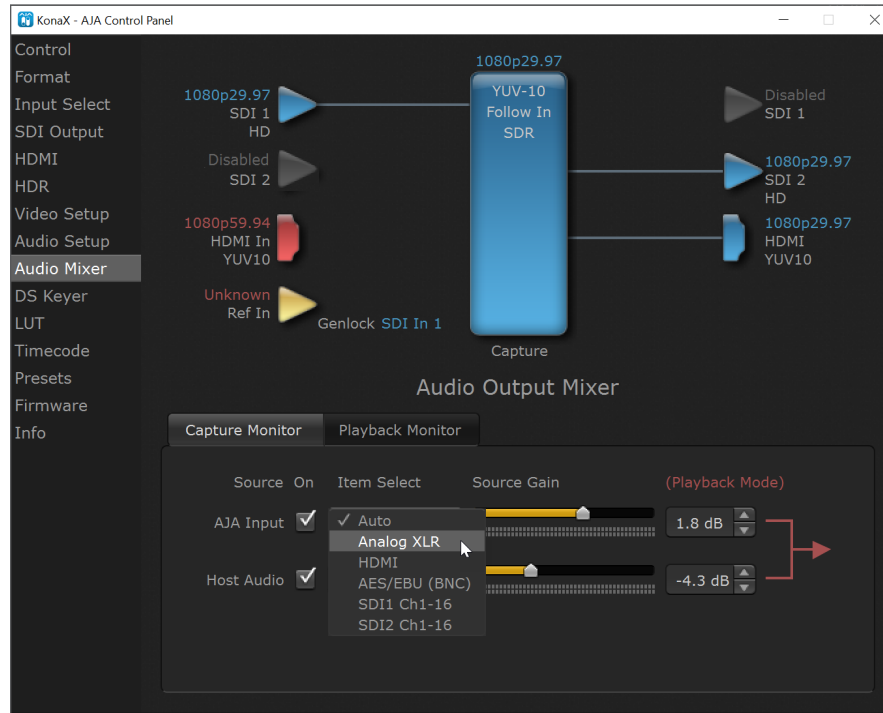 KonaX - AJA Control Panel
Control
Format
Input Select
SDI Output
HDMI
HDR
Video Setup
Audio Setup
Audio Mixer
DS Keyer
LUT
Timecode
Presets
Firmware
Info
1080p29.97
SDI 1
HD
Disabled
SDI 2
1080p59.94
HDMI In
YUV10
Unknown
Ref In
Genlock SDI In 1
1080p29.97
YUV-10
Follow In
SDR
Capture
Disabled
SDI 1
1080p29.97
SDI 2
HD
1080p29.97
HDMI
YUV10
Audio Output Mixer
Capture Monitor
Playback Monitor
Source On Item Select Source Gain (Playback Mode)
AJA Input
1.8 dB
Host Audio
-4.3 dB
✓ Auto
Analog XLR
HDMI
AES/EBU (BNC)
SDI1 Ch1-16
SDI2 Ch1-16